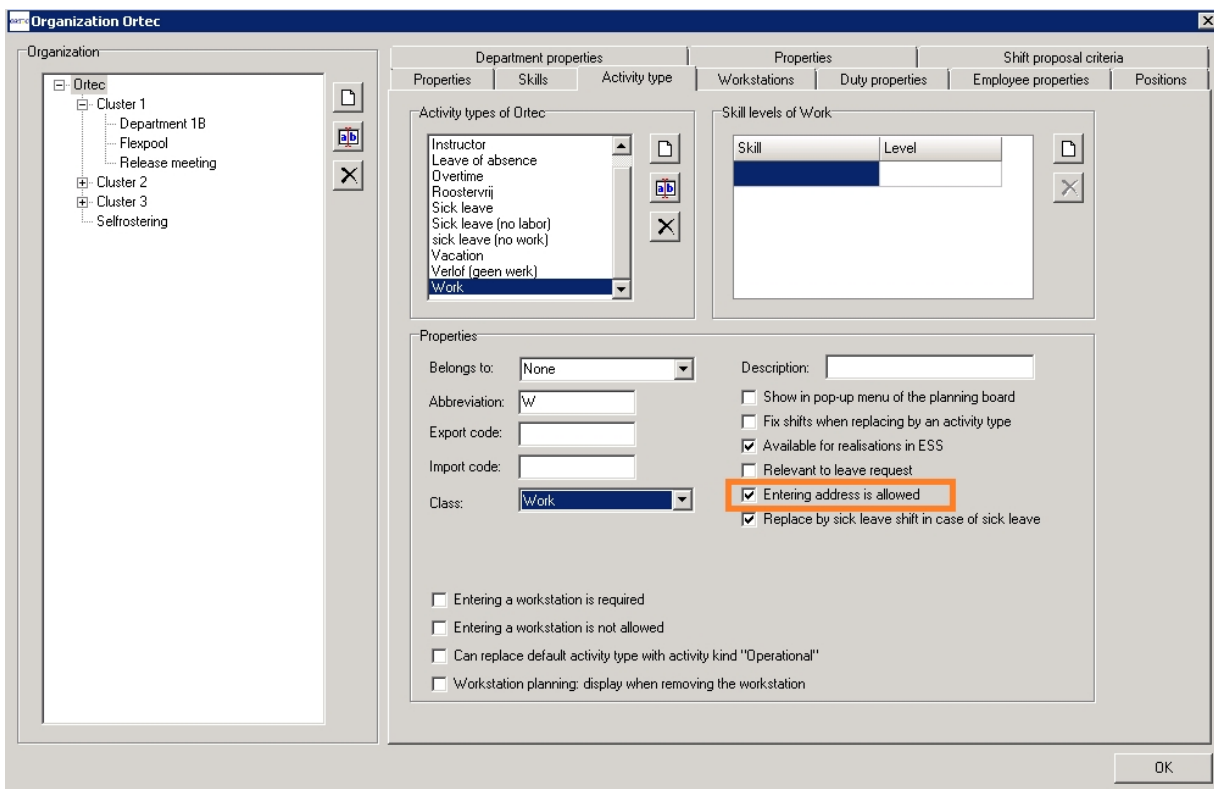 Organization Ortec
Organization
Ortec
Cluster 1
Department 1B
Flexpool
Release meeting
Cluster 2
Cluster 3
Selfrostering
Department properties
Properties
Shift proposal criteria
Properties
Skills
Activity type
Workstations
Duty properties
Employee properties
Positions
Activity types of Ortec
Instructor
Leave of absence
Overtime
Roostervrij
Sick leave
Sick leave (no labor)
sick leave (no work)
Vacation
Verlof (geen werk)
Work
Skill levels of Work
Skill
Level
Properties
Belongs to:
None
Abbreviation:
W
Export code:
Import code:
Class:
Work
Description:
Show in pop-up menu of the planning board
Fix shifts when replacing by an activity type
Available for realisations in ESS
Relevant to leave request
Entering address is allowed
Replace by sick leave shift in case of sick leave
Entering a workstation is required
Entering a workstation is not allowed
Can replace default activity type with activity kind "Operational"
Workstation planning: display when removing the workstation
OK